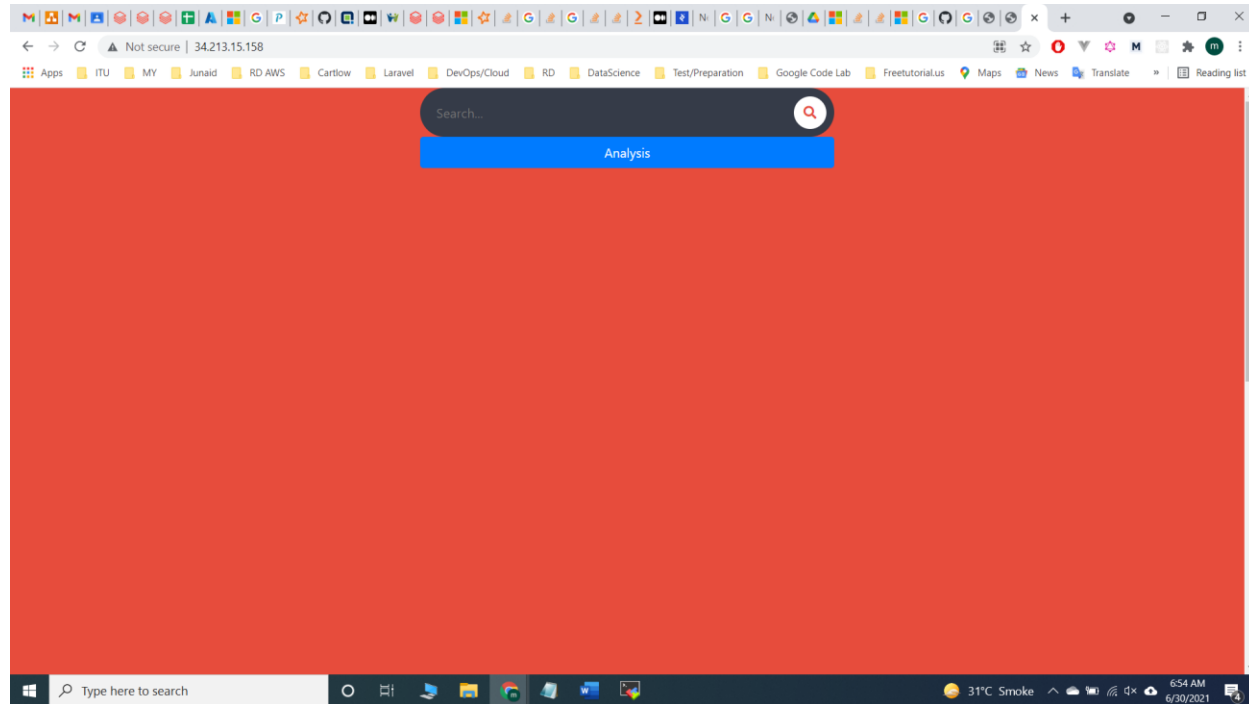 Not secure | 34.213.15.158
Apps ITU MY Junaid RD AWS Cartlow Laravel DevOps/Cloud RD DataScience Test/Preparation Google Code Lab Freetutorial.us Maps News Translate » Reading list
Search...
Analysis
Type here to search
31°C Smoke
6:54 AM
6/30/2021
4